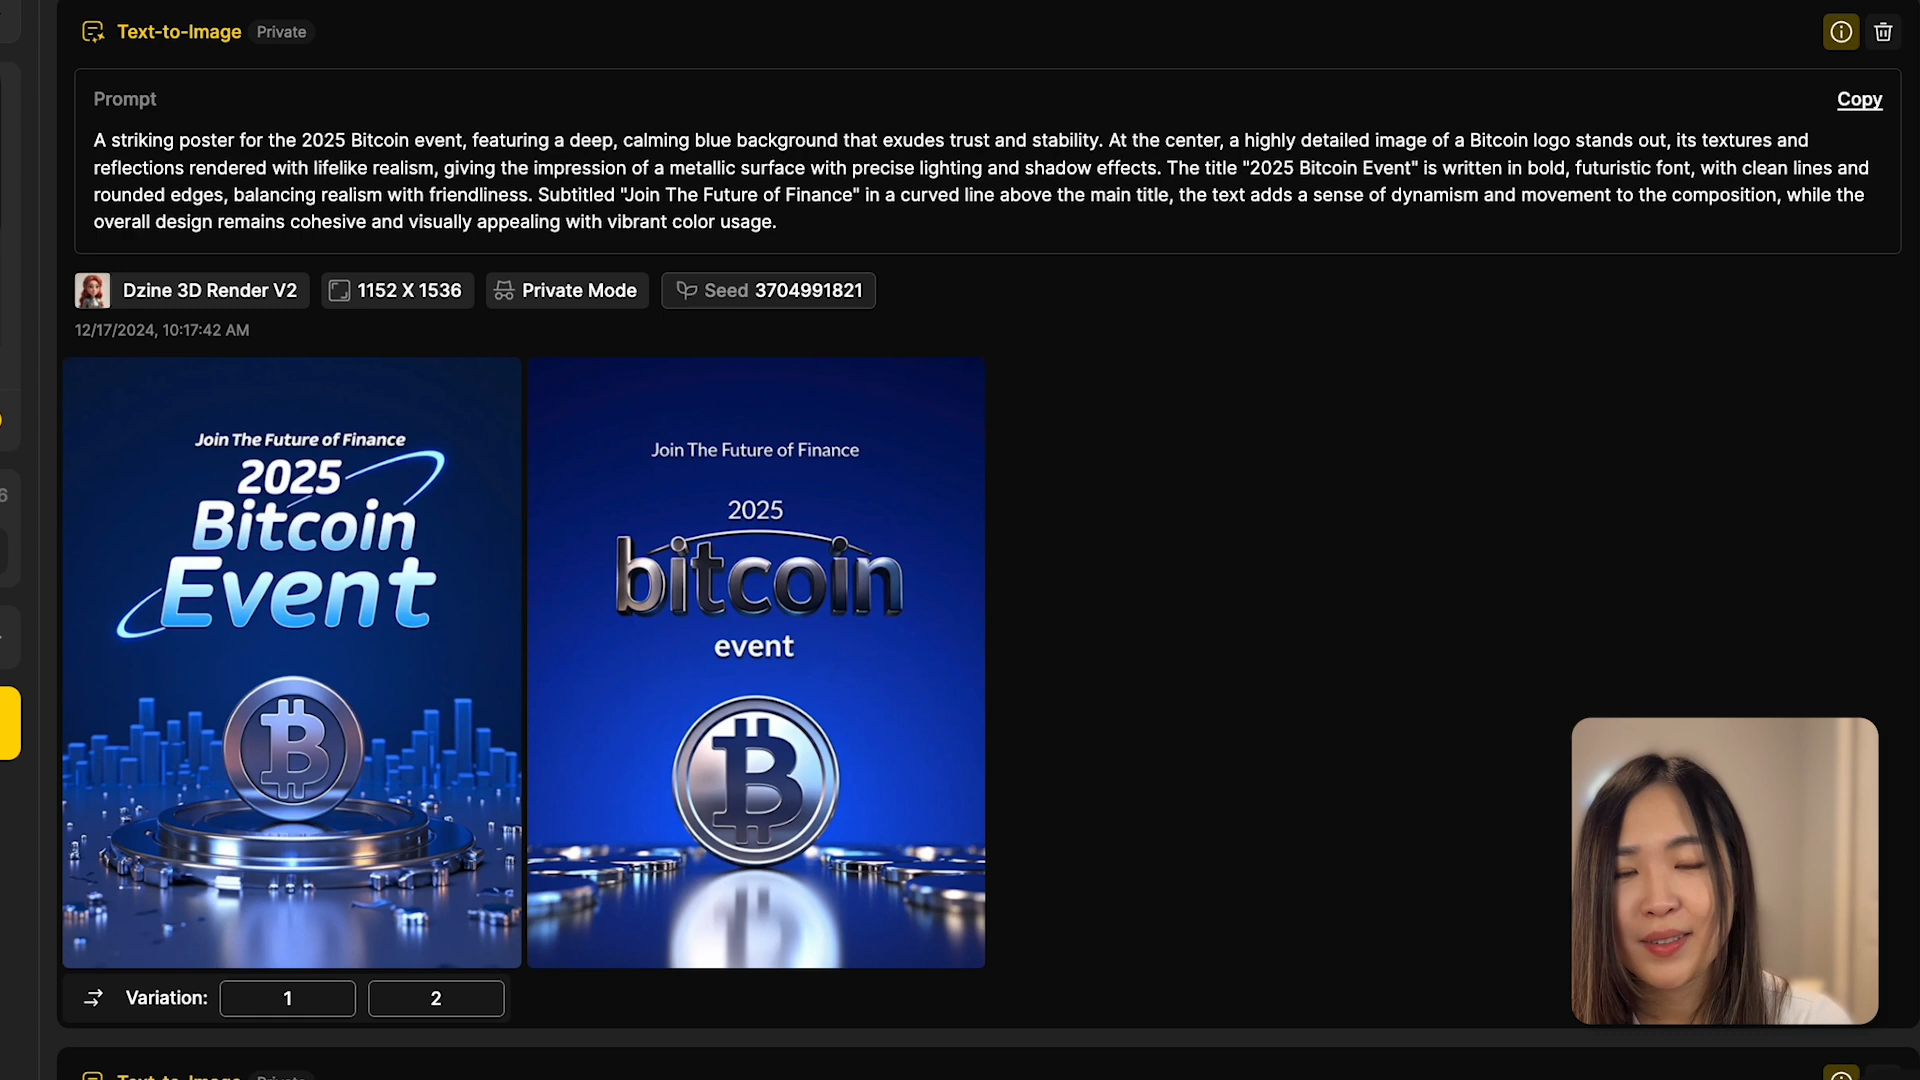 Text-to-Image Private
Prompt
Copy
A striking poster for the 2025 Bitcoin event, featuring a deep, calming blue background that exudes trust and stability. At the center, a highly detailed image of a Bitcoin logo stands out, its textures and
reflections rendered with lifelike realism, giving the impression of a metallic surface with precise lighting and shadow effects. The title "2025 Bitcoin Event" is written in bold, futuristic font, with clean lines and
rounded edges, balancing realism with friendliness. Subtitled "Join The Future of Finance" in a curved line above the main title, the text adds a sense of dynamism and movement to the composition, while the
overall design remains cohesive and visually appealing with vibrant color usage.
Dzine 3D Render V2 1152 X 1536 Private Mode Seed 3704991821
12/17/2024, 10:17:42 AM
Join The Future of Finance
2025
Bitcoin
Event
Join The Future of Finance
2025
bitcoin
event
6
Variation: 1 2
Text-to-Image Private